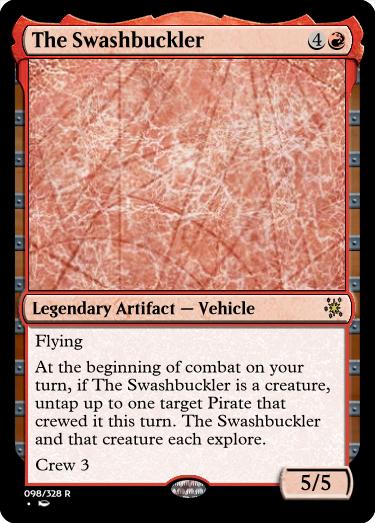 The Swashbuckler 4
Legendary Artifact — Vehicle
Flying
At the beginning of combat on your
turn, if The Swashbuckler is a creature,
untap up to one target Pirate that
crewed it this turn. The Swashbuckler
and that creature each explore.
Crew 3
5/5
098/328 R